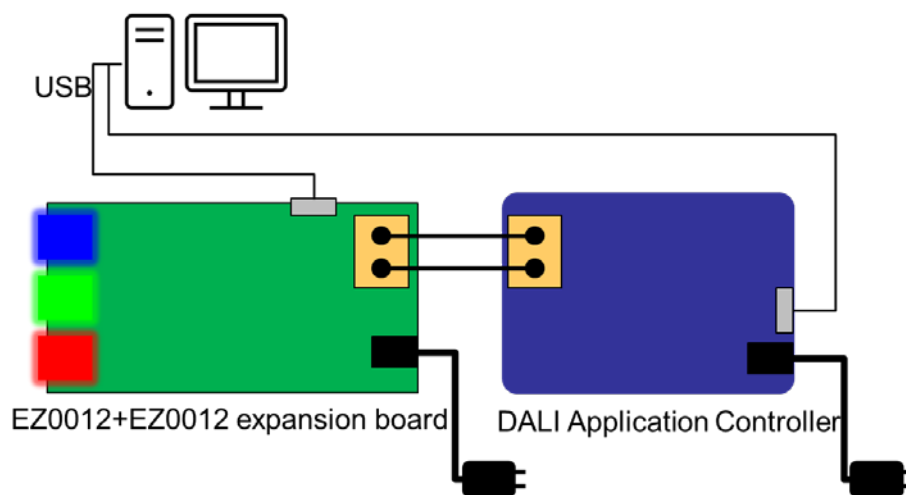 USB
EZ0012+EZ0012 expansion board
DALI Application Controller